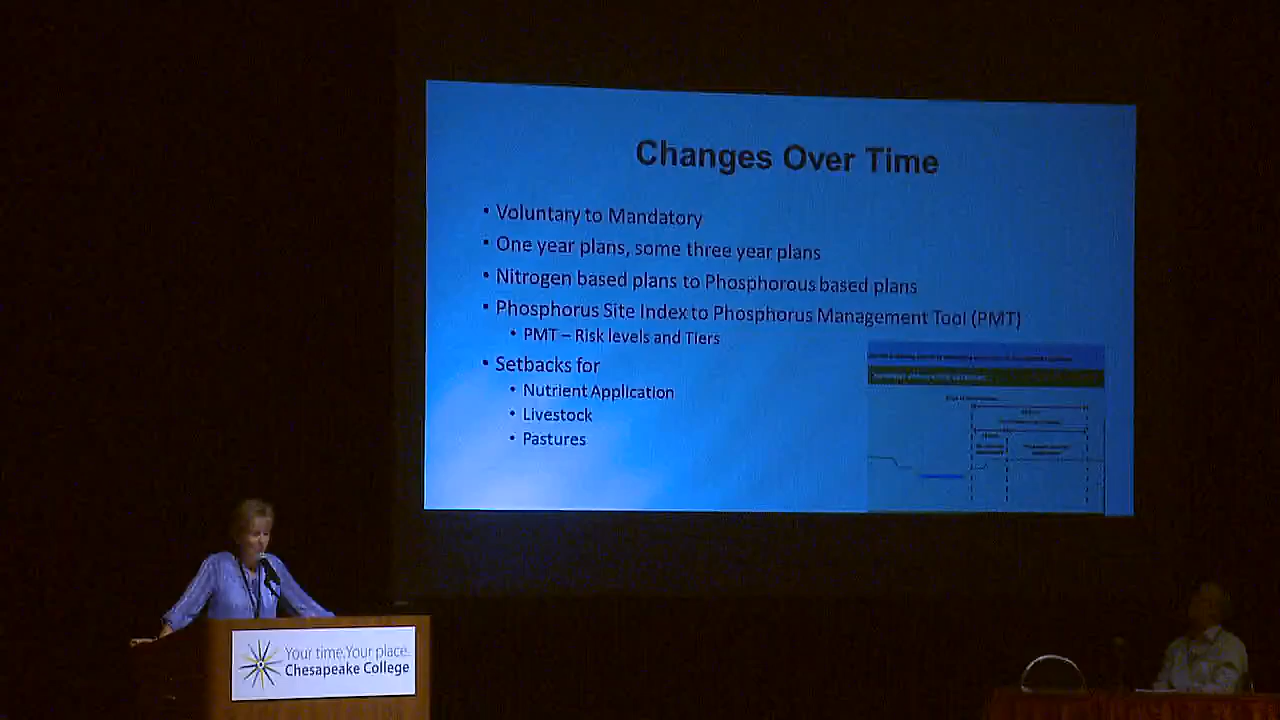 Changes Over Time
• Voluntary to Mandatory
• One year plans, some three year plans
• Nitrogen based plans to Phosphorous based plans
• Phosphorus Site Index to Phosphorus Management Tool (PMT)
• PMT – Risk levels and Tiers
• Setbacks for
• Nutrient Application
• Livestock
• Pastures
Your time. Your place.
Chesapeake College